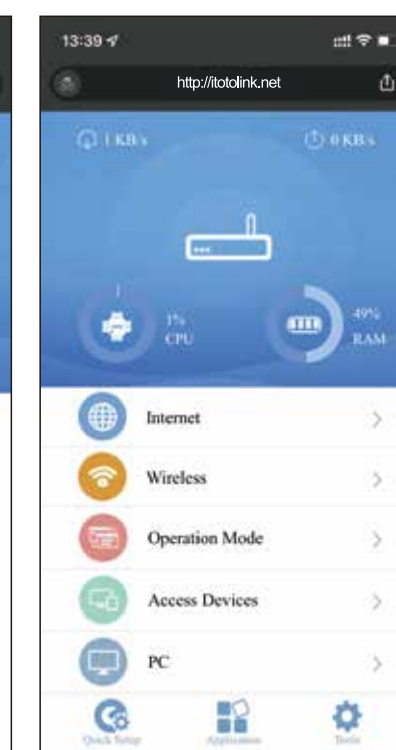 13:39
http://itotolink.net
1 KB/s
0 KB/s
1%
CPU
49%
RAM
Internet
Wireless
Operation Mode
Access Devices
PC
Quick Setup
Application
Tools